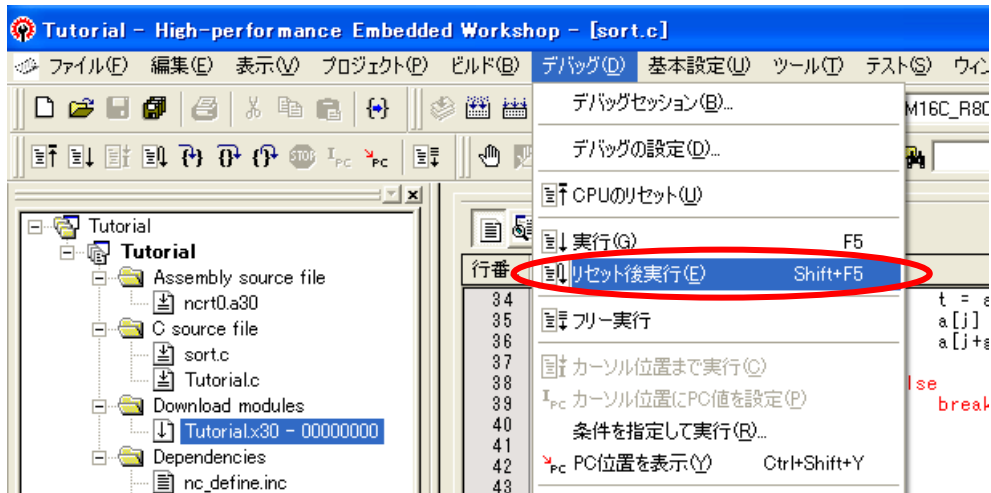 Tutorial - High-performance Embedded Workshop - [sort.c]
ファイル(F) 編集(E) 表示(V) プロジェクト(P) ビルド(B) デバッグ(D) 基本設定(U) ツール(T) テスト(S) ウィン
デバッグセッション(B)...
M16C_R8C
デバッグの設定(D)...
CPUのリセット(U)
実行(G) F5
リセット後実行(E) Shift+F5
フリー実行
カーソル位置まで実行(C)
カーソル位置にPC値を設定(P)
条件を指定して実行(R)...
PC位置を表示(Y) Ctrl+Shift+Y
STOP
PC
PC
Tutorial
Tutorial
Assembly source file
ncrt0.a30
C source file
sort.c
Tutorial.c
Download modules
Tutorial.x30 - 00000000
Dependencies
nc_define.inc
行番
34
35
36
37
38
39
40
41
42
43
t = a
a[j]
a[j+g
lse
break